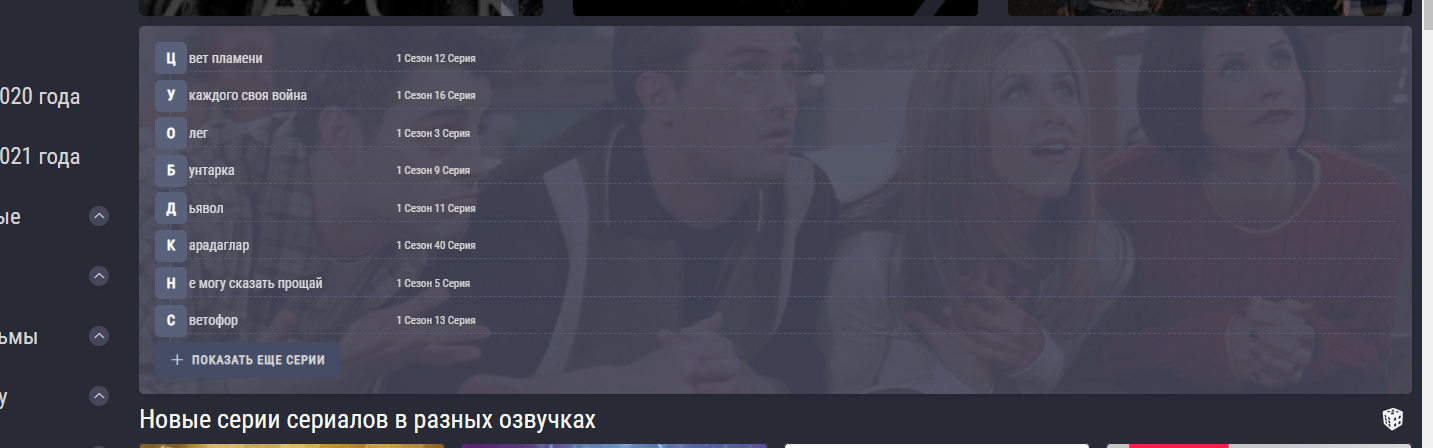 Цвет пламени 1 Сезон 12 Серия
020 года
У каждого своя война 1 Сезон 16 Серия
Олег 1 Сезон 3 Серия
021 года
Бунтарка 1 Сезон 9 Серия
Дьявол 1 Сезон 11 Серия
ые
Карадаглар 1 Сезон 40 Серия
Не могу сказать прощай 1 Сезон 5 Серия
Светофор 1 Сезон 13 Серия
ьмы
+ ПОКАЗАТЬ ЕЩЕ СЕРИИ
у
Новые серии сериалов в разных озвучках